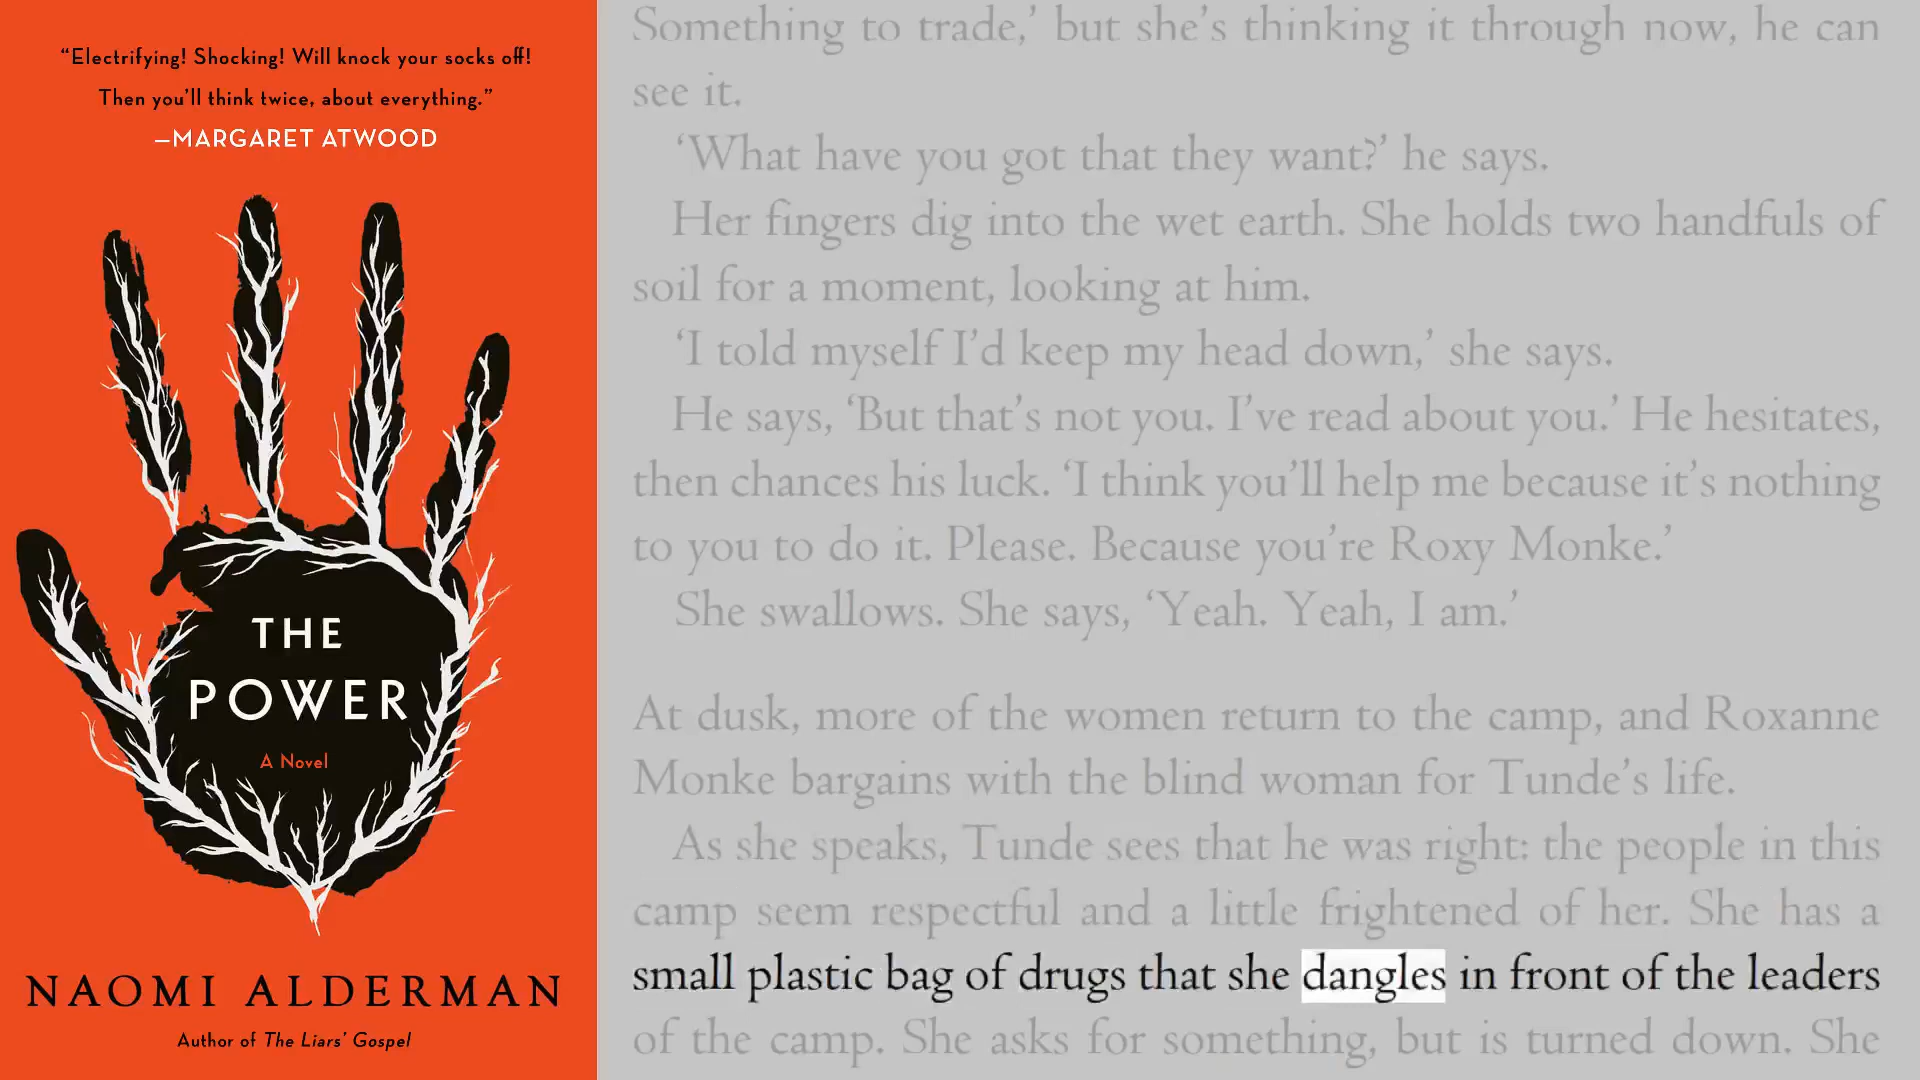 “Electrifying! Shocking! Will knock your socks off!
Then you’ll think twice, about everything.”
—MARGARET ATWOOD
THE
POWER
A Novel
NAOMI ALDERMAN
Author of The Liars’ Gospel
Something to trade,’ but she’s thinking it through now, he can
see it.
‘What have you got that they want?’ he says.
Her fingers dig into the wet earth. She holds two handfuls of
soil for a moment, looking at him.
‘I told myself I’d keep my head down,’ she says.
He says, ‘But that’s not you. I’ve read about you.’ He hesitates,
then chances his luck. ‘I think you’ll help me because it’s nothing
to you to do it. Please. Because you’re Roxy Monke.’
She swallows. She says, ‘Yeah. Yeah, I am.’
At dusk, more of the women return to the camp, and Roxanne
Monke bargains with the blind woman for Tunde’s life.
As she speaks, Tunde sees that he was right: the people in this
camp seem respectful and a little frightened of her. She has a
small plastic bag of drugs that she dangles in front of the leaders
of the camp. She asks for something, but is turned down. She